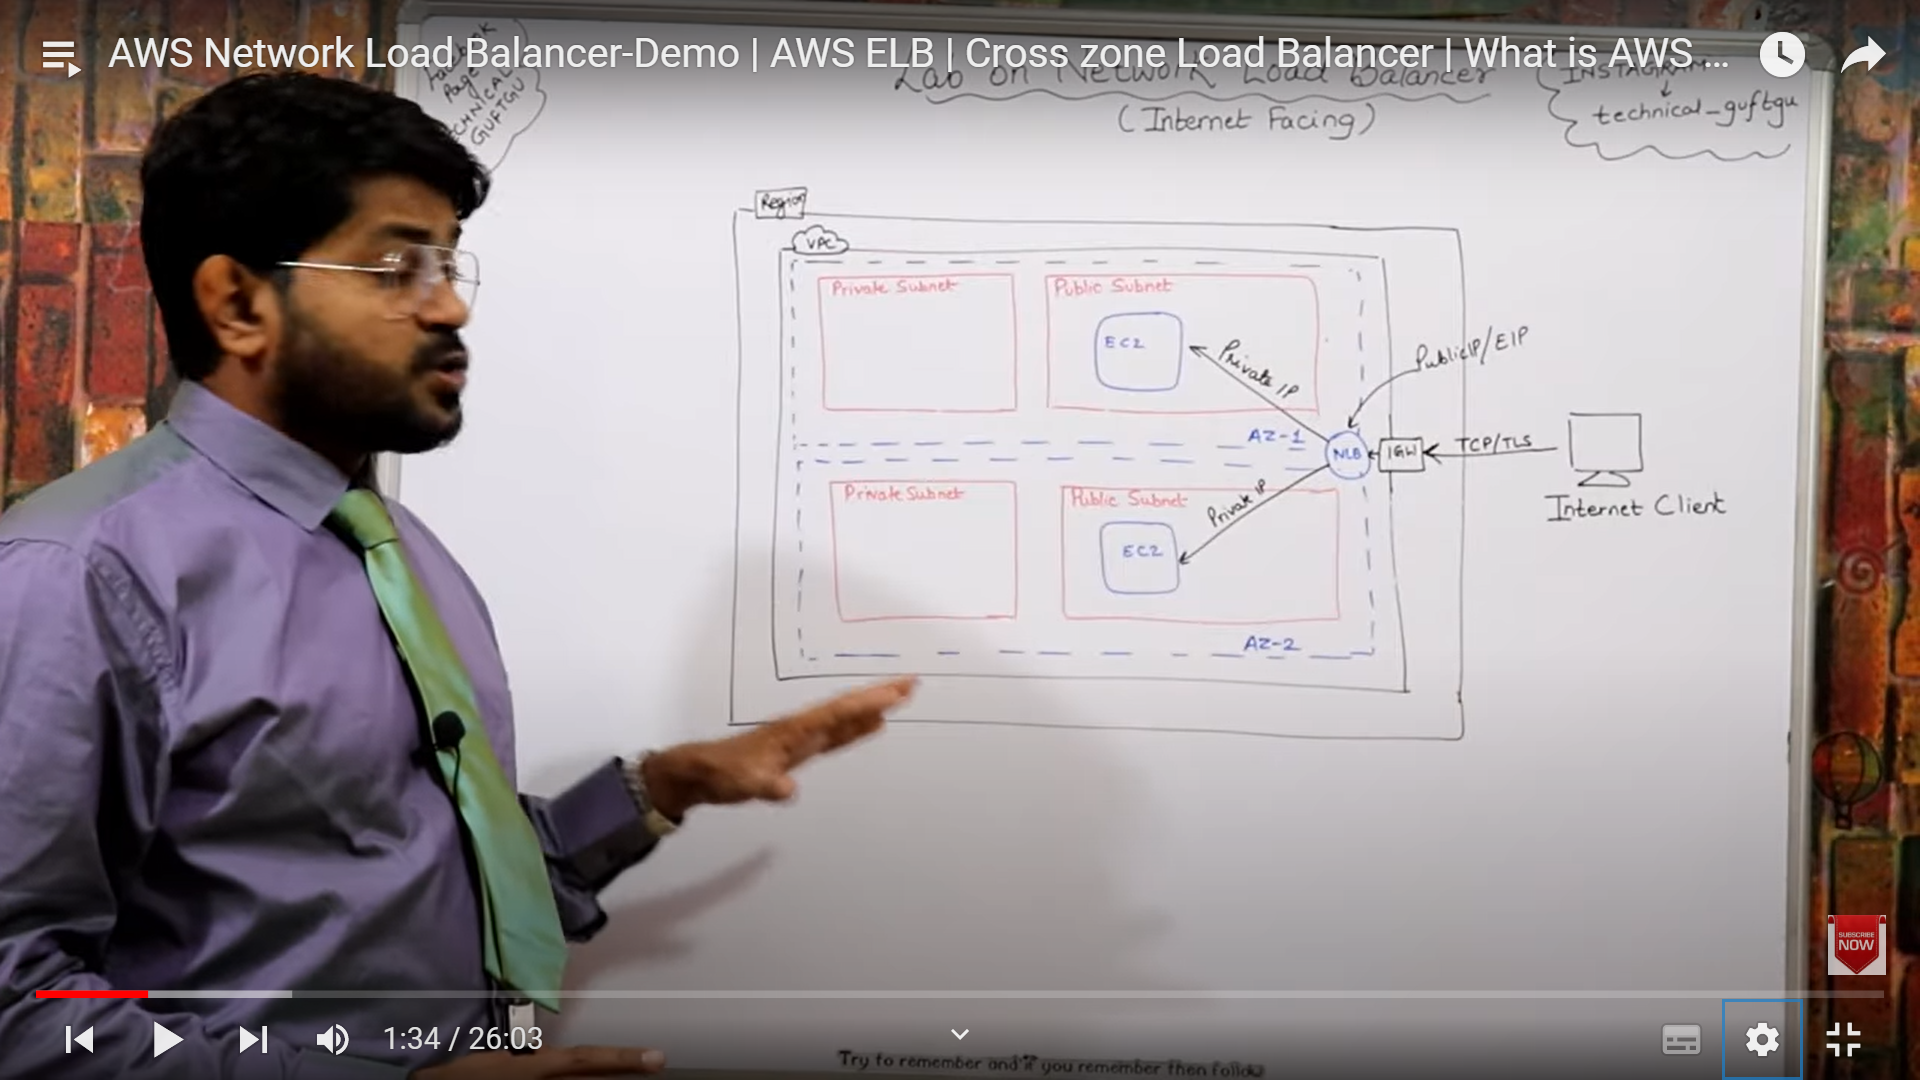 AWS Network Load Balancer-Demo | AWS ELB | Cross zone Load Balancer | What is AWS ...
Facebook
Page
TECHNICAL
GUFTGU
Lab on Network Load Balancer
(Internet Facing)
INSTAGRAM
technical_guftgu
Region
VPC
Private Subnet
Public Subnet
EC2
Private IP
Public IP/EIP
AZ-1
NLB
IGW
TCP/TLS
Internet Client
Private Subnet
Public Subnet
Private IP
EC2
AZ-2
SUBSCRIBE
NOW
1:34 / 26:03
Try to remember and if you remember then follow